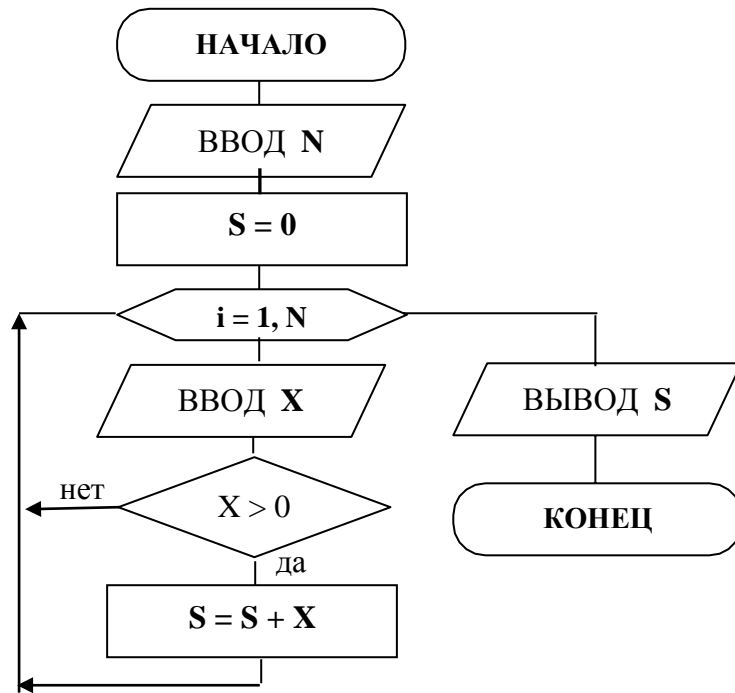 НАЧАЛО
ВВОД N
S = 0
i = 1, N
ВВОД X
X > 0
нет
да
S = S + X
ВЫВОД S
КОНЕЦ